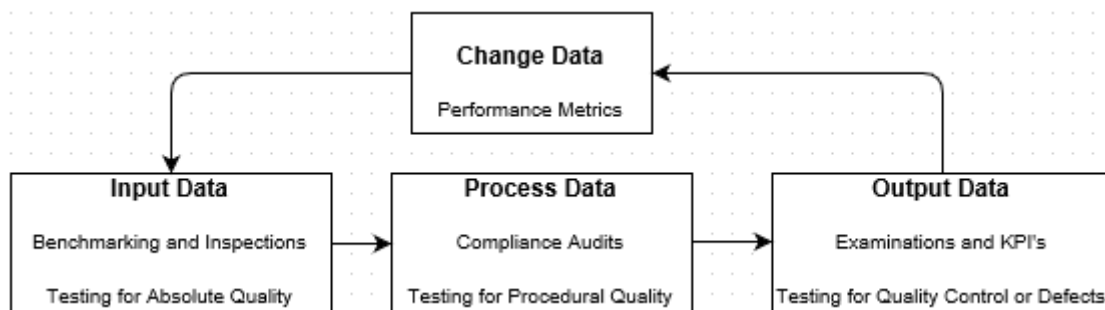 Change Data
Performance Metrics
Input Data
Benchmarking and Inspections
Testing for Absolute Quality
Process Data
Compliance Audits
Testing for Procedural Quality
Output Data
Examinations and KPI's
Testing for Quality Control or Defects